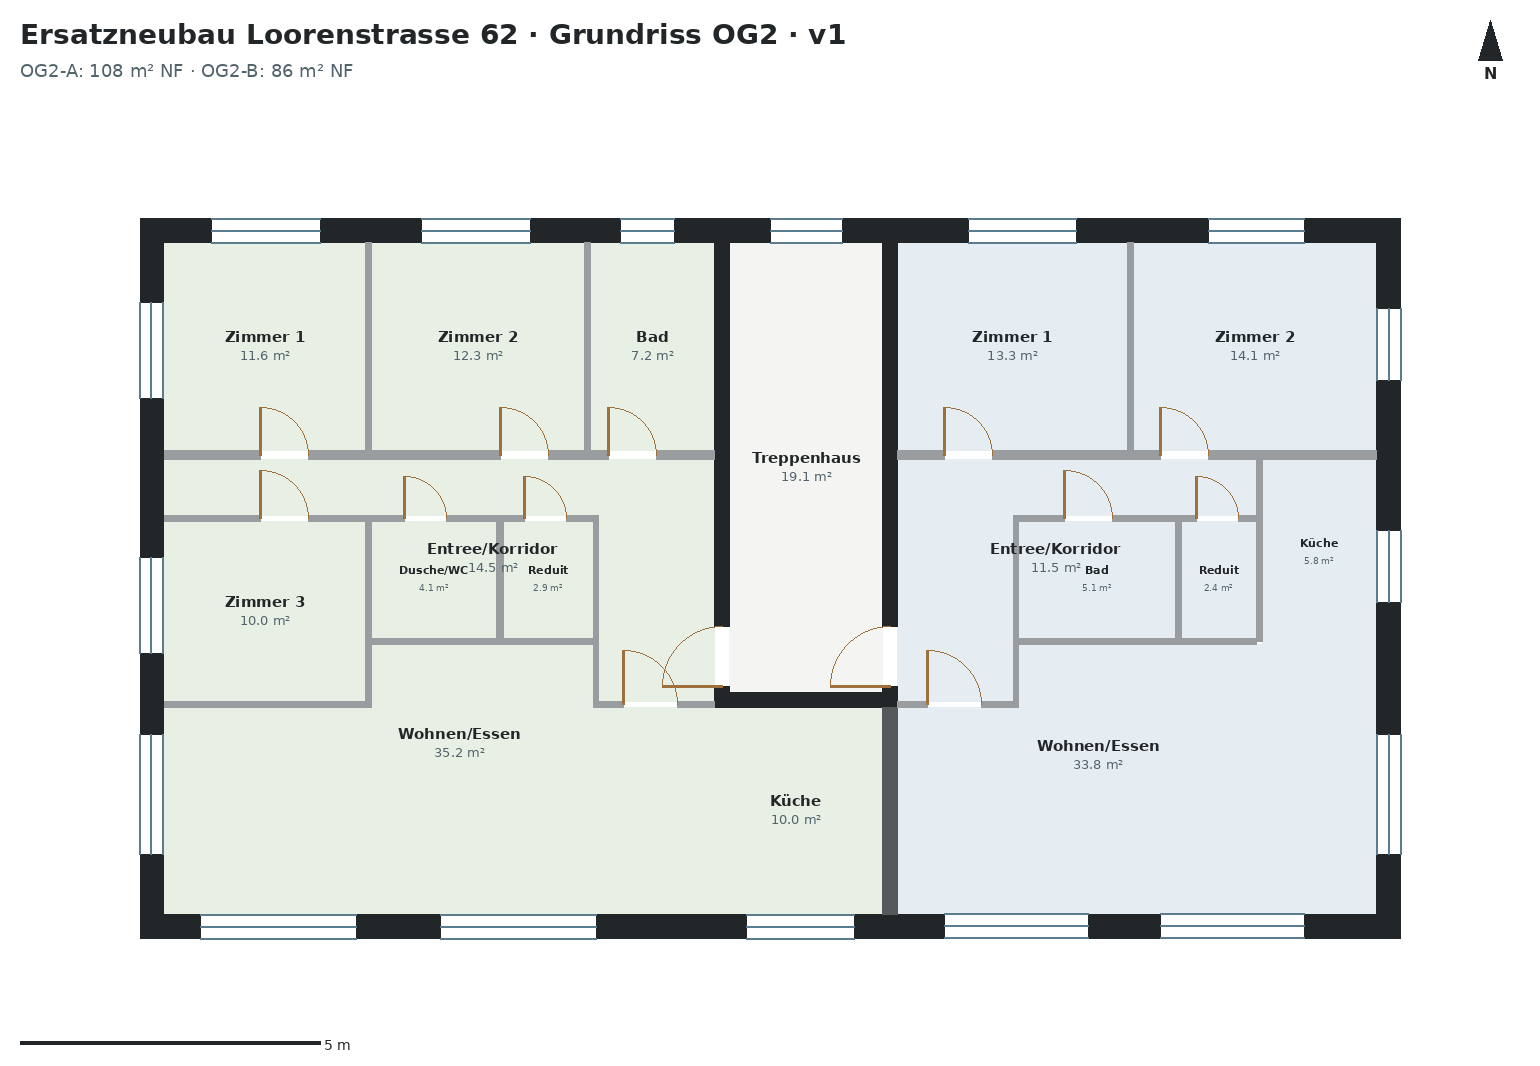 Ersatzneubau Loorenstrasse 62 · Grundriss OG2 · v1
OG2-A: 108 m² NF · OG2-B: 86 m² NF
N
Zimmer 1
11.6 m²
Zimmer 2
12.3 m²
Bad
7.2 m²
Treppenhaus
19.1 m²
Zimmer 1
13.3 m²
Zimmer 2
14.1 m²
Zimmer 3
10.0 m²
Entree/Korridor
14.5 m²
Dusche/WC
4.1 m²
Reduit
2.9 m²
Entree/Korridor
11.5 m²
Bad
5.1 m²
Reduit
2.4 m²
Küche
5.8 m²
Wohnen/Essen
35.2 m²
Küche
10.0 m²
Wohnen/Essen
33.8 m²
5 m